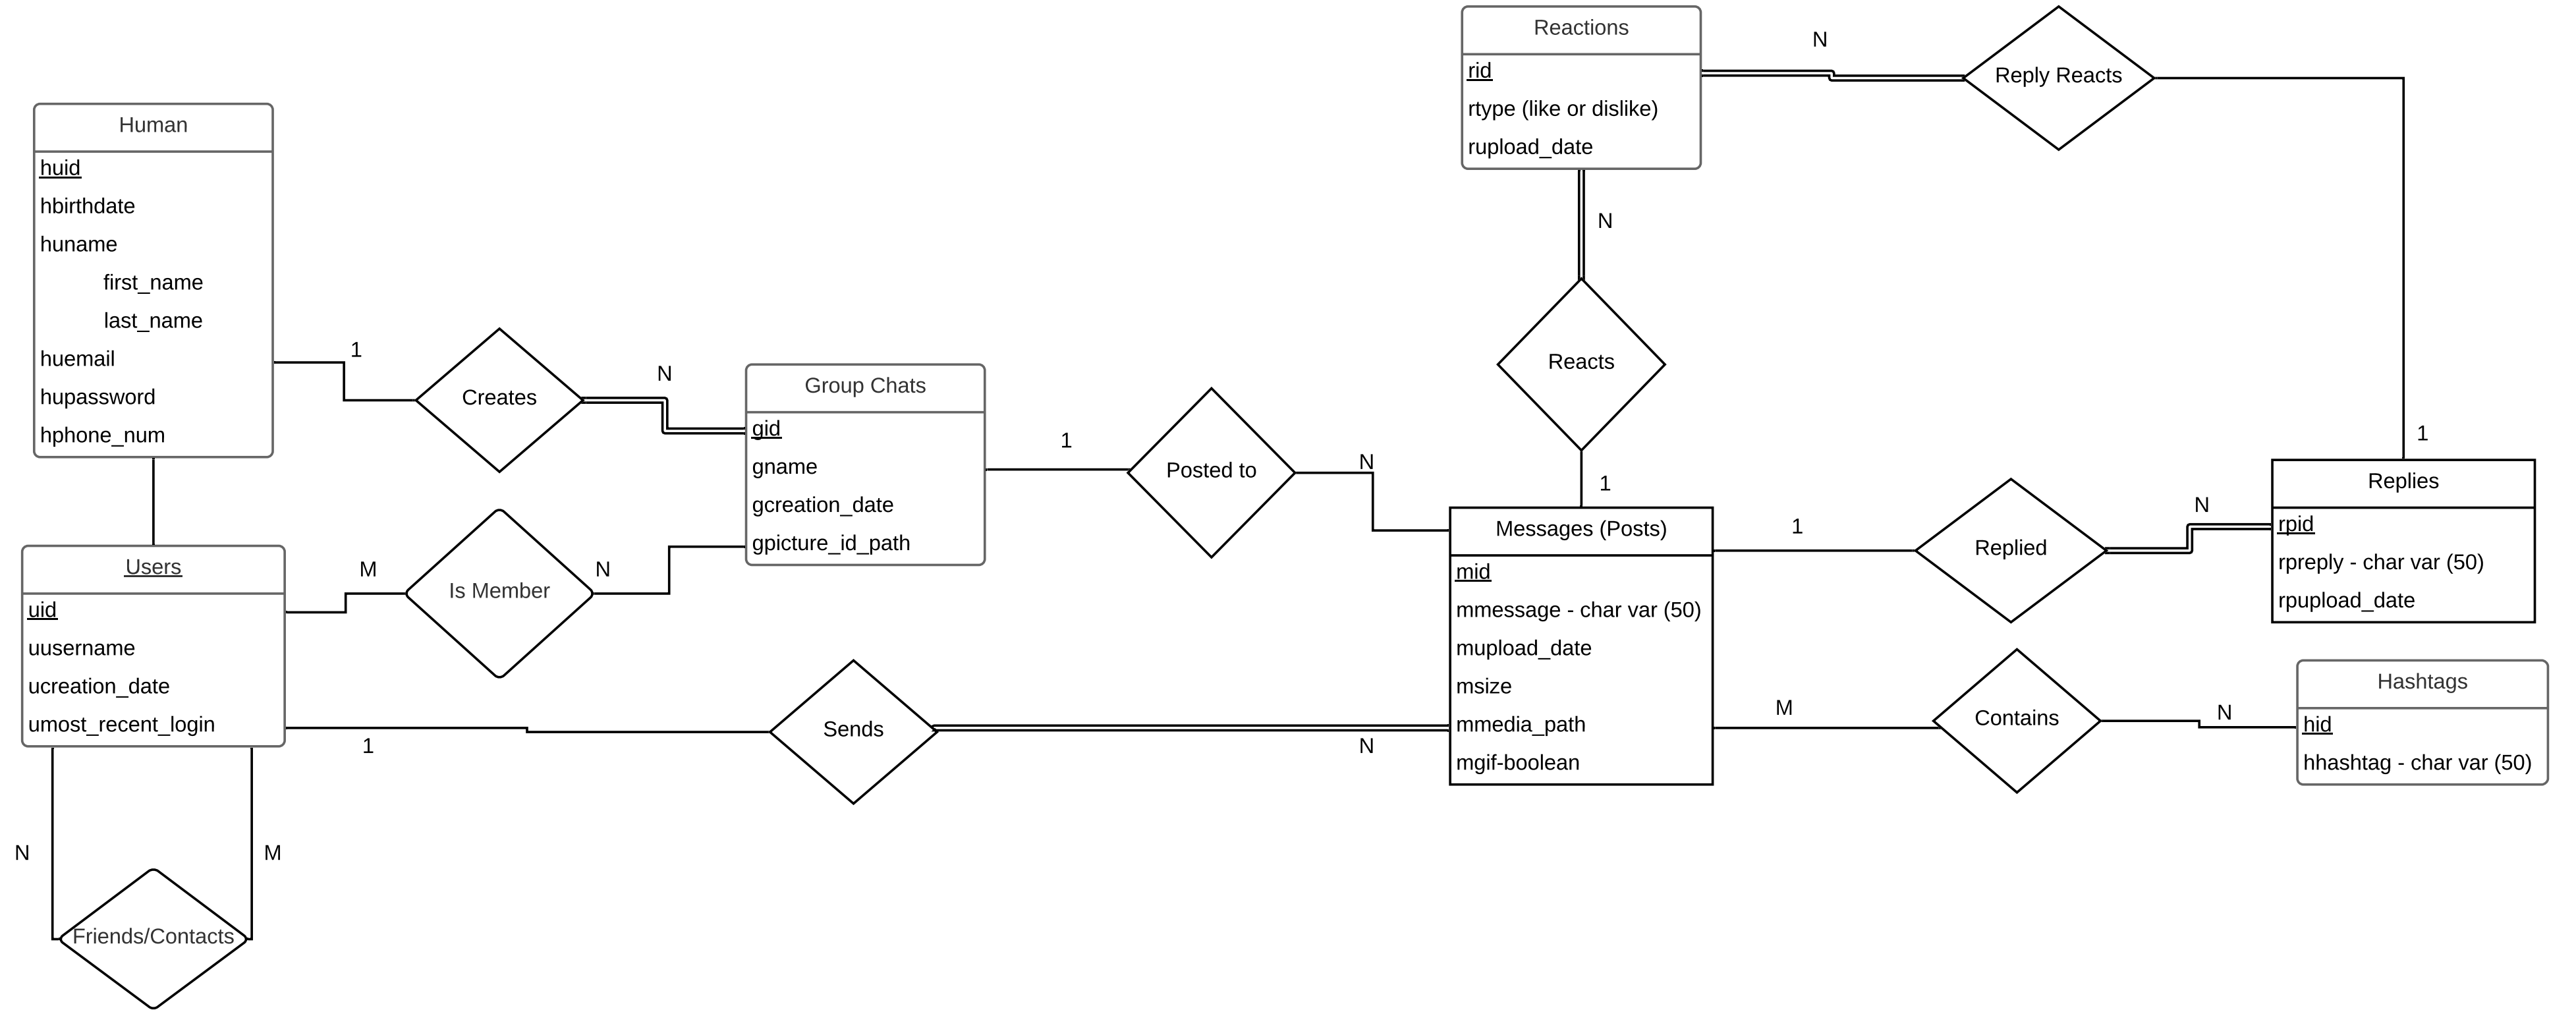 Reactions
rid
rtype (like or dislike)
rupload_date
N
Reply Reacts
Human
huid
hbirthdate
huname
first_name
last_name
huemail
hupassword
hphone_num
N
Reacts
1
1
Creates
N
Group Chats
gid
gname
gcreation_date
gpicture_id_path
1
Posted to
N
1
Replies
rpid
rpreply - char var (50)
rpupload_date
Messages (Posts)
mid
mmessage - char var (50)
mupload_date
msize
mmedia_path
mgif-boolean
1
Replied
N
Users
uid
uusername
ucreation_date
umost_recent_login
M
Is Member
N
1
Sends
N
M
Contains
N
Hashtags
hid
hhashtag - char var (50)
N
M
Friends/Contacts